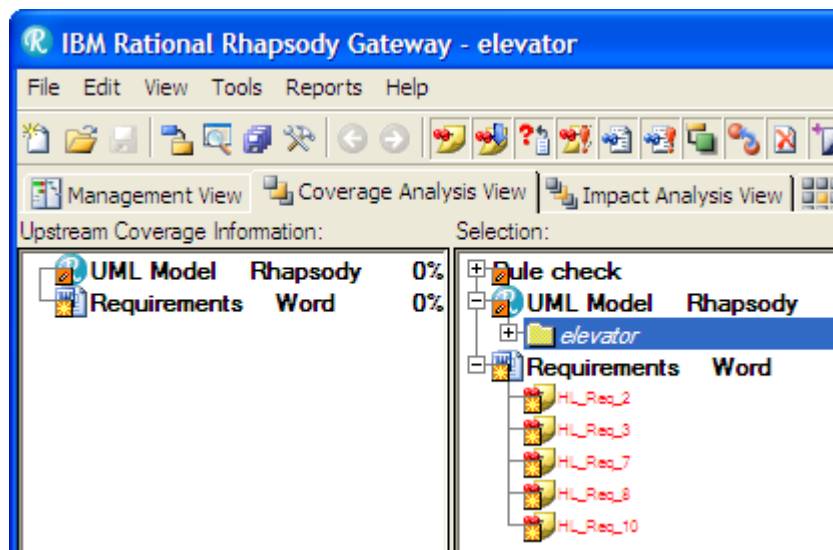 IBM Rational Rhapsody Gateway - elevator
File Edit View Tools Reports Help
Management View Coverage Analysis View Impact Analysis View
Upstream Coverage Information: Selection:
UML Model Rhapsody 0%
Requirements Word 0%
Rule check
UML Model Rhapsody
elevator
Requirements Word
HL_Req_2
HL_Req_3
HL_Req_7
HL_Req_8
HL_Req_10